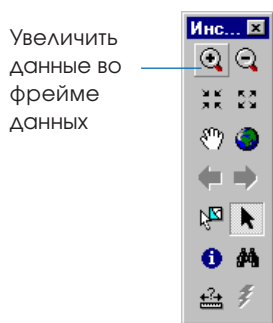 Увеличить
данные во
фрейме
данных
Инс...